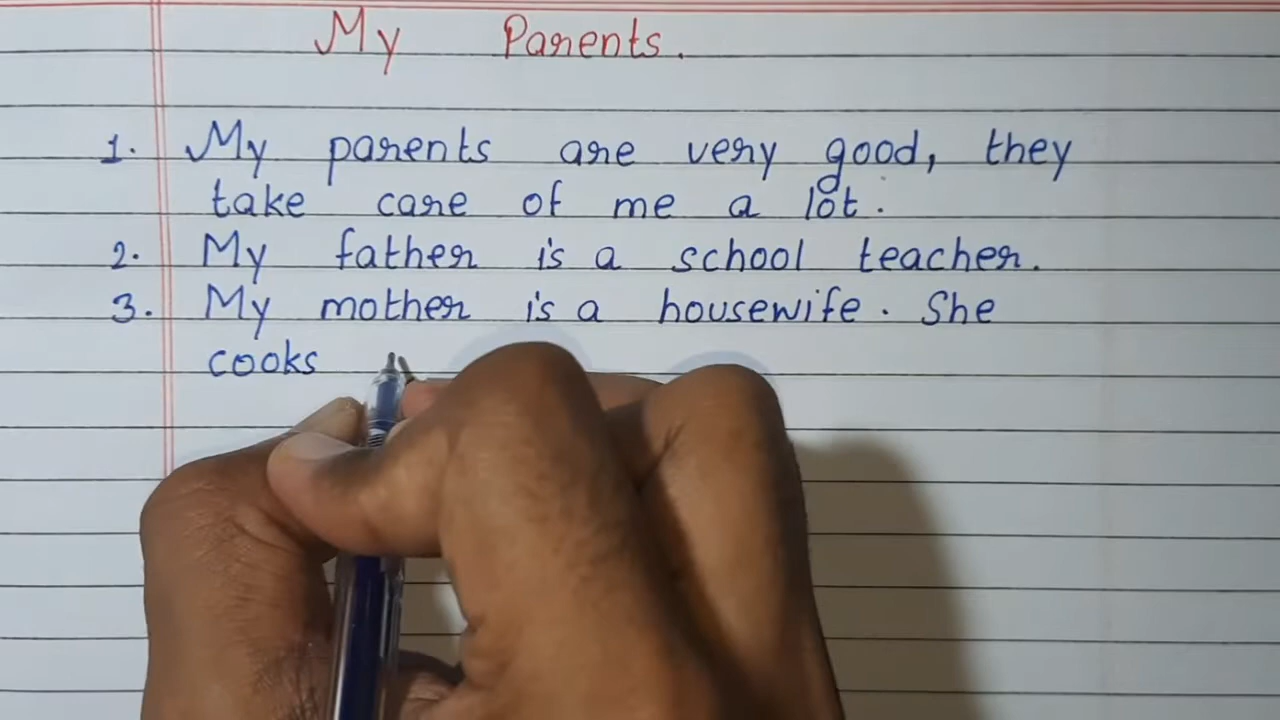 My Parents.
1. My parents are very good, they
take care of me a lot.
2. My father is a school teacher.
3. My mother is a housewife. She
cooks